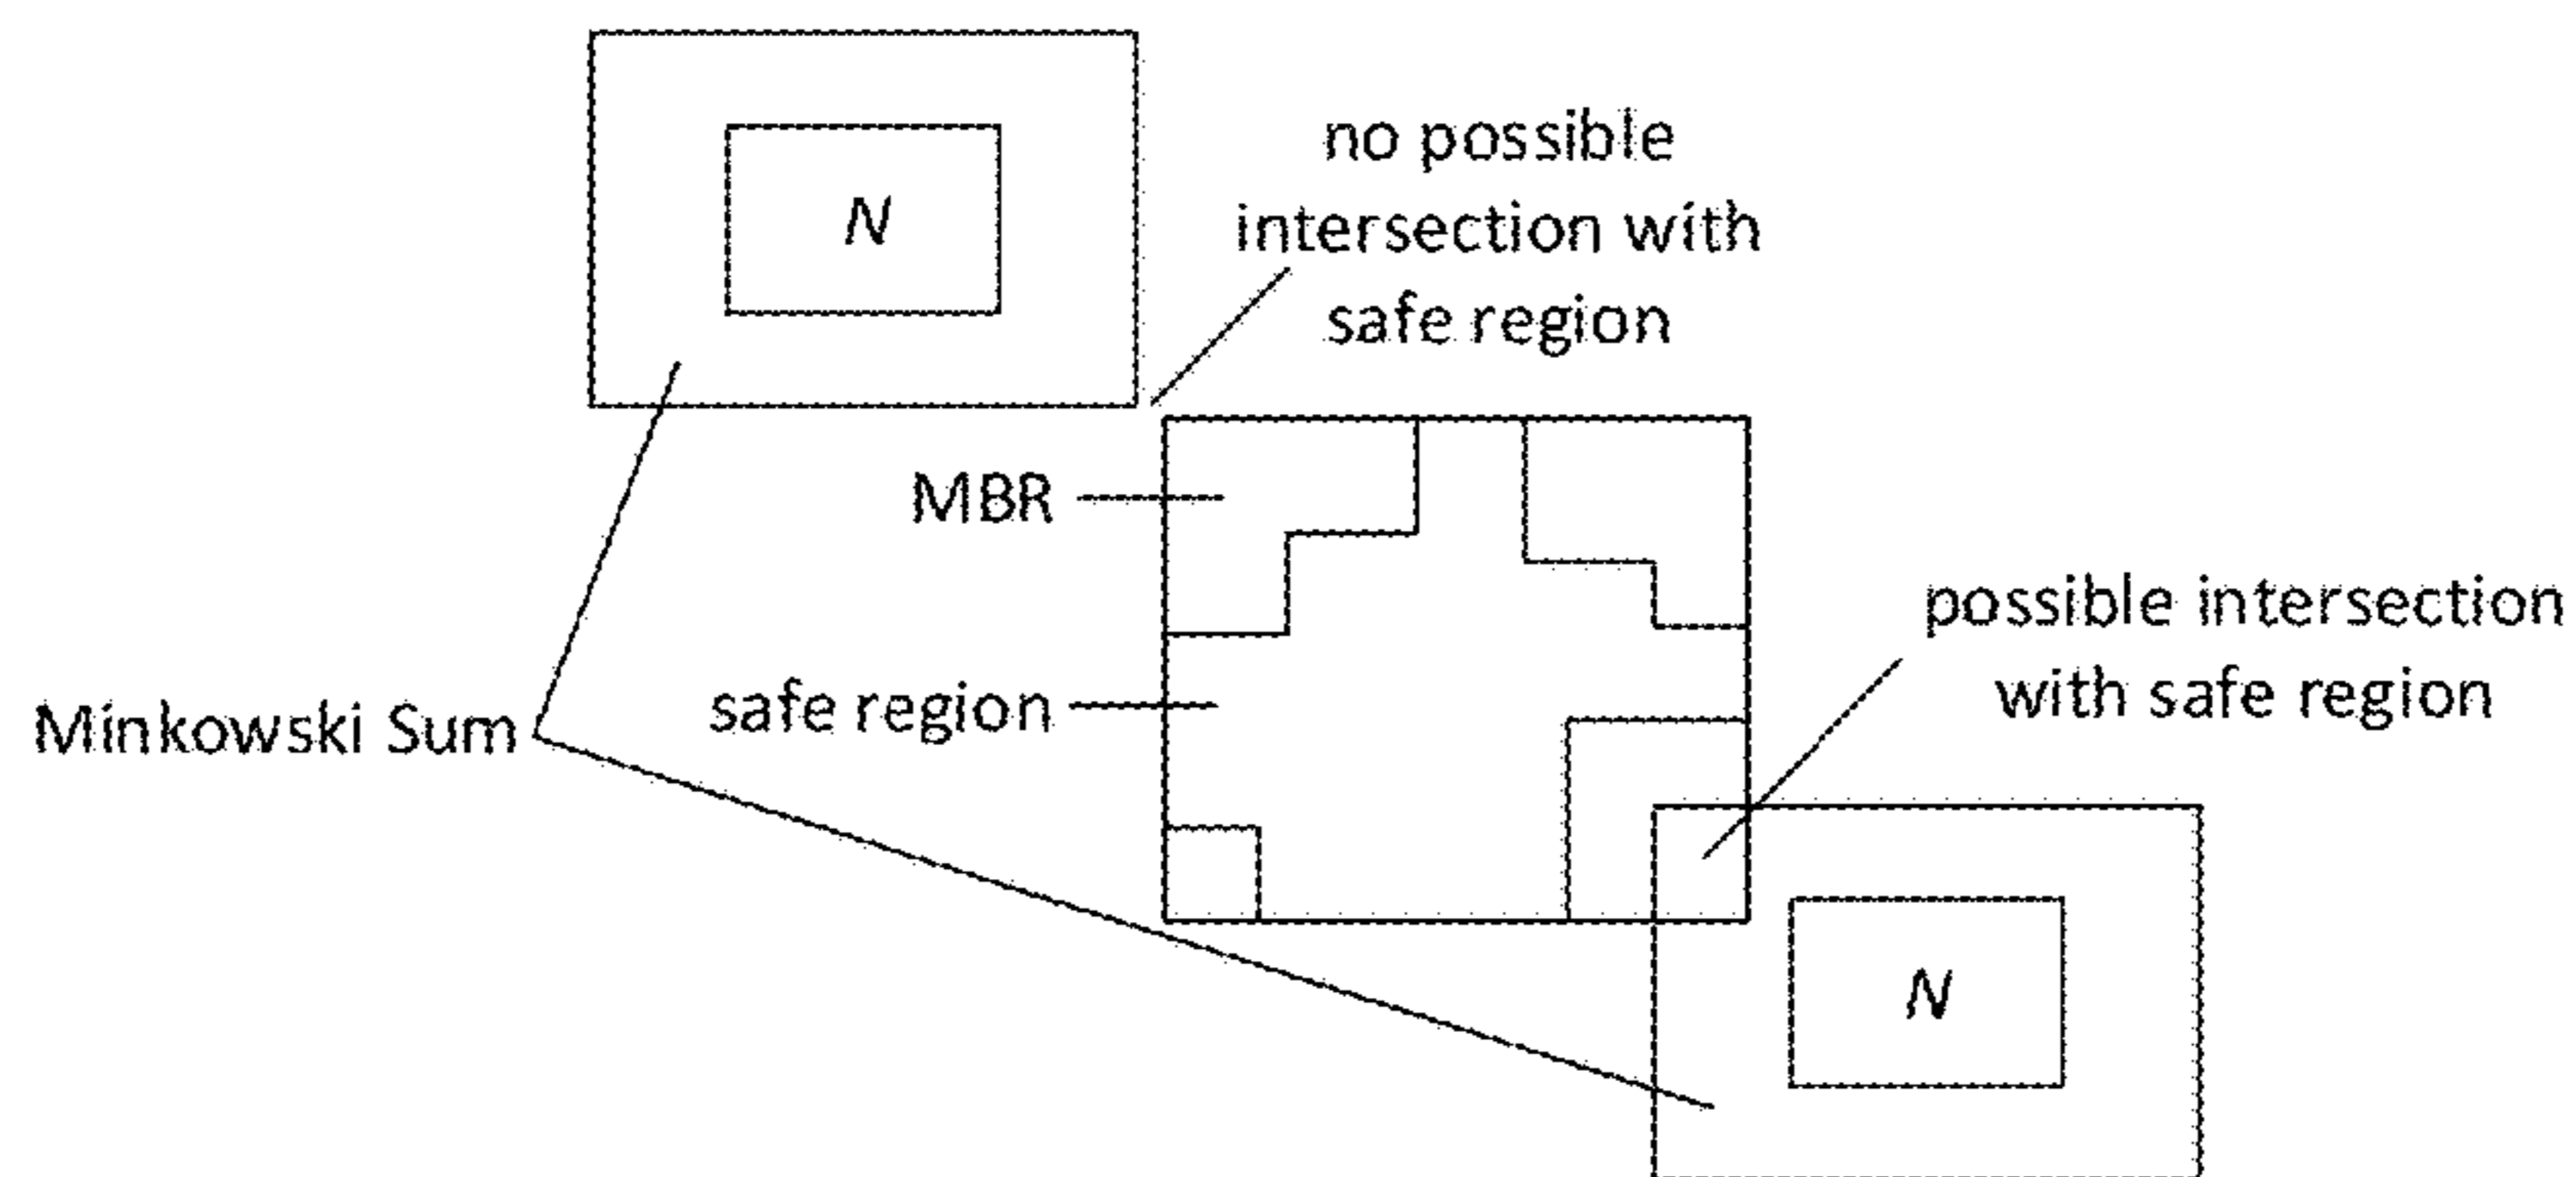 N
no possible
intersection with
safe region
MBR
safe region
Minkowski Sum
possible intersection
with safe region
N